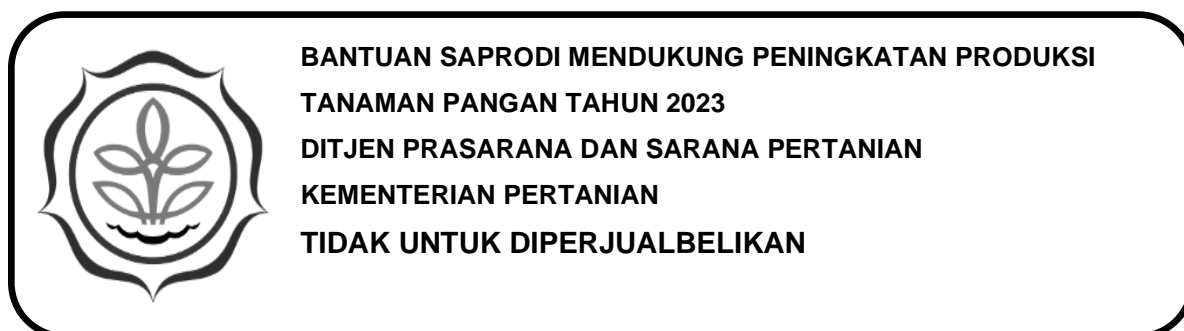 BANTUAN SAPRODI MENDUKUNG PENINGKATAN PRODUKSI
TANAMAN PANGAN TAHUN 2023
DITJEN PRASARANA DAN SARANA PERTANIAN
KEMENTERIAN PERTANIAN
TIDAK UNTUK DIPERJUALBELIKAN